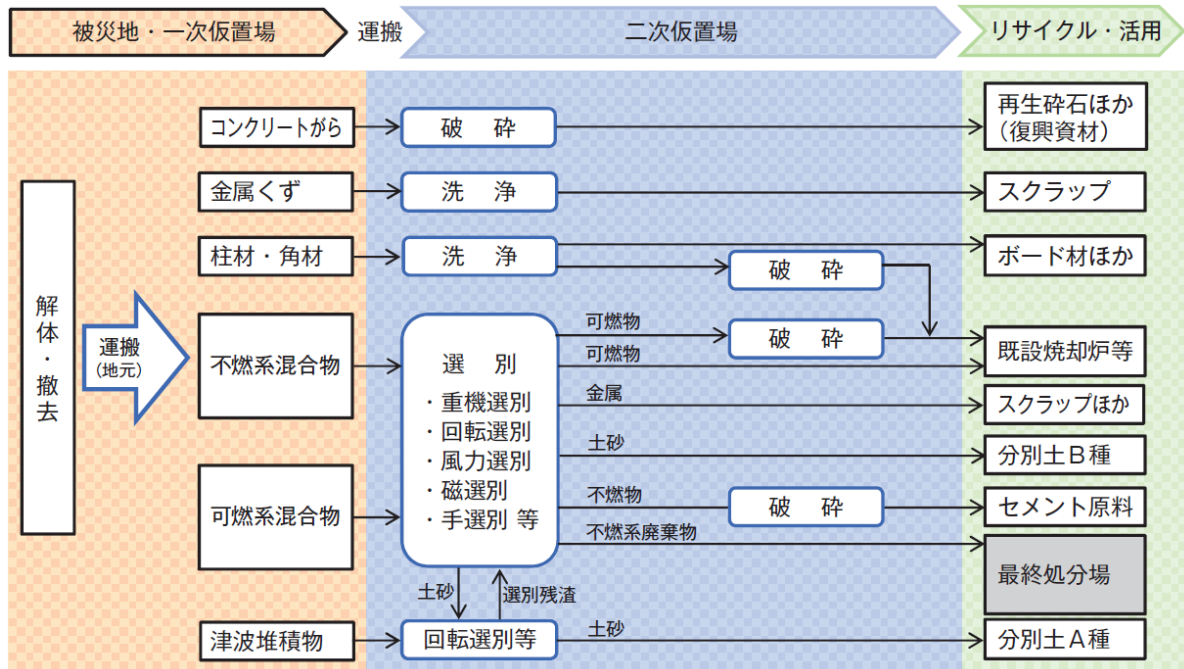 被災地・一次仮置場
運搬
二次仮置場
リサイクル・活用
解体・撤去
運搬
(地元)
コンクリートがら
破 砕
再生砕石ほか
(復興資材)
金属くず
洗 浄
スクラップ
柱材・角材
洗 浄
破 砕
ボード材ほか
不燃系混合物
可燃系混合物
選 別
・重機選別
・回転選別
・風力選別
・磁選別
・手選別 等
可燃物
破 砕
可燃物
既設焼却炉等
金属
スクラップほか
土砂
分別土B種
不燃物
破 砕
セメント原料
不燃系廃棄物
最終処分場
土砂
選別残渣
津波堆積物
回転選別等
土砂
分別土A種